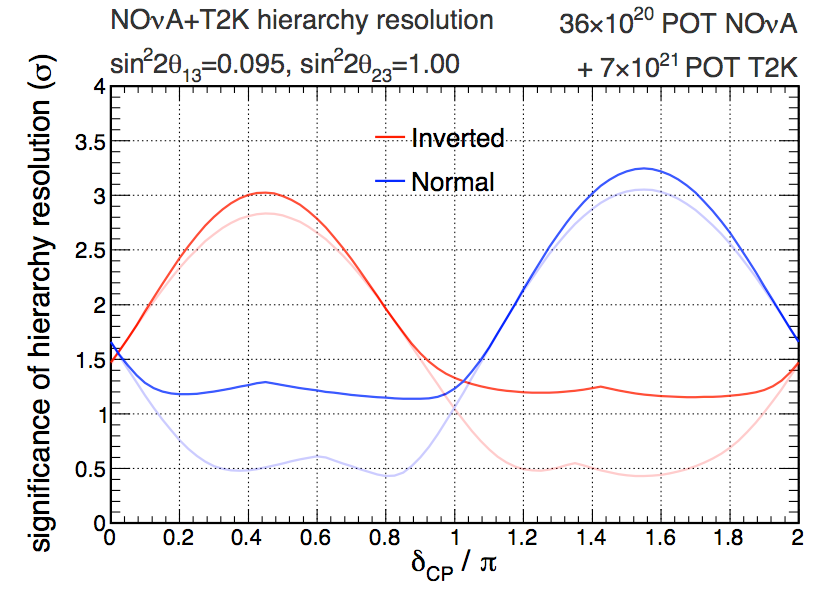 NOνA+T2K hierarchy resolution
36×10²⁰ POT NOνA
sin²2θ₁₃=0.095, sin²2θ₂₃=1.00
+ 7×10²¹ POT T2K
significance of hierarchy resolution (σ)
4
3.5
3
2.5
2
1.5
1
0.5
0
Inverted
Normal
0 0.2 0.4 0.6 0.8 1 1.2 1.4 1.6 1.8 2
δCP / π